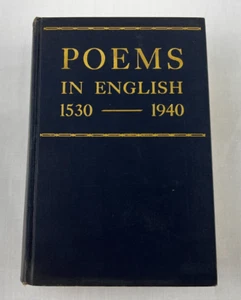 POEMS
IN ENGLISH
1530 — 1940